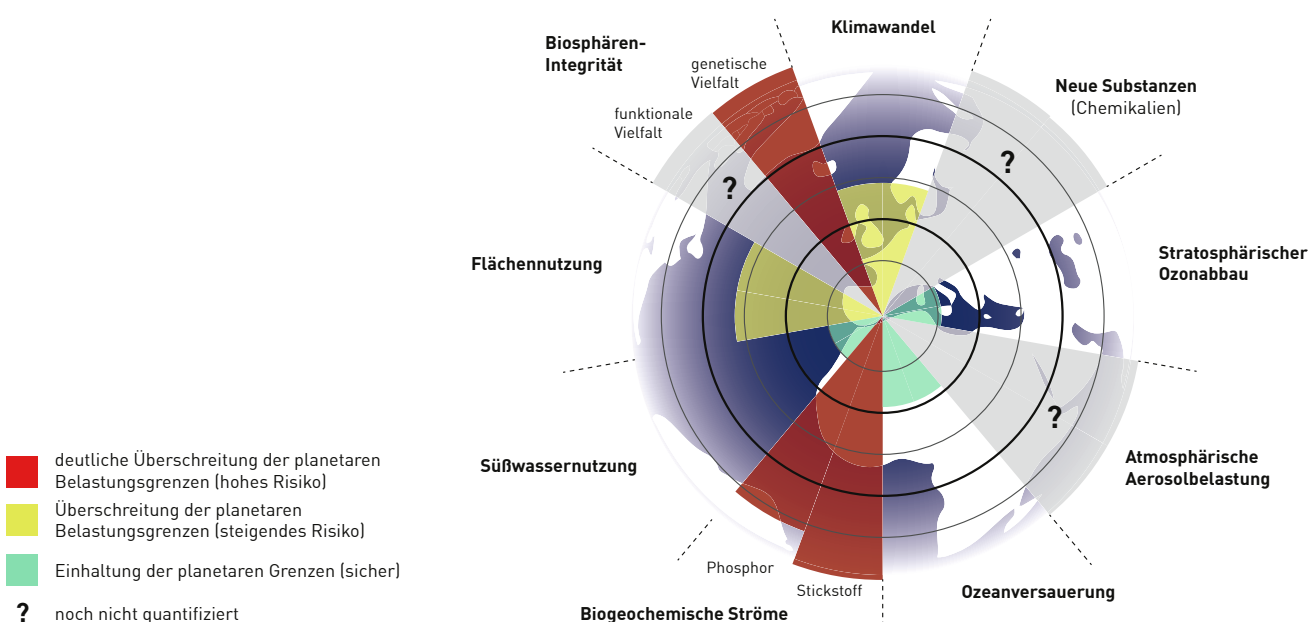 Klimawandel
Biosphären-
Integrität
genetische
Vielfalt
funktionale
Vielfalt
Neue Substanzen
(Chemikalien)
?
?
Flächennutzung
Stratosphärischer
Ozonabbau
?
Süßwassernutzung
Atmosphärische
Aerosolbelastung
Phosphor
Stickstoff
Ozeanversauerung
Biogeochemische Ströme
deutliche Überschreitung der planetaren
Belastungsgrenzen (hohes Risiko)
Überschreitung der planetaren
Belastungsgrenzen (steigendes Risiko)
Einhaltung der planetaren Grenzen (sicher)
? noch nicht quantifiziert